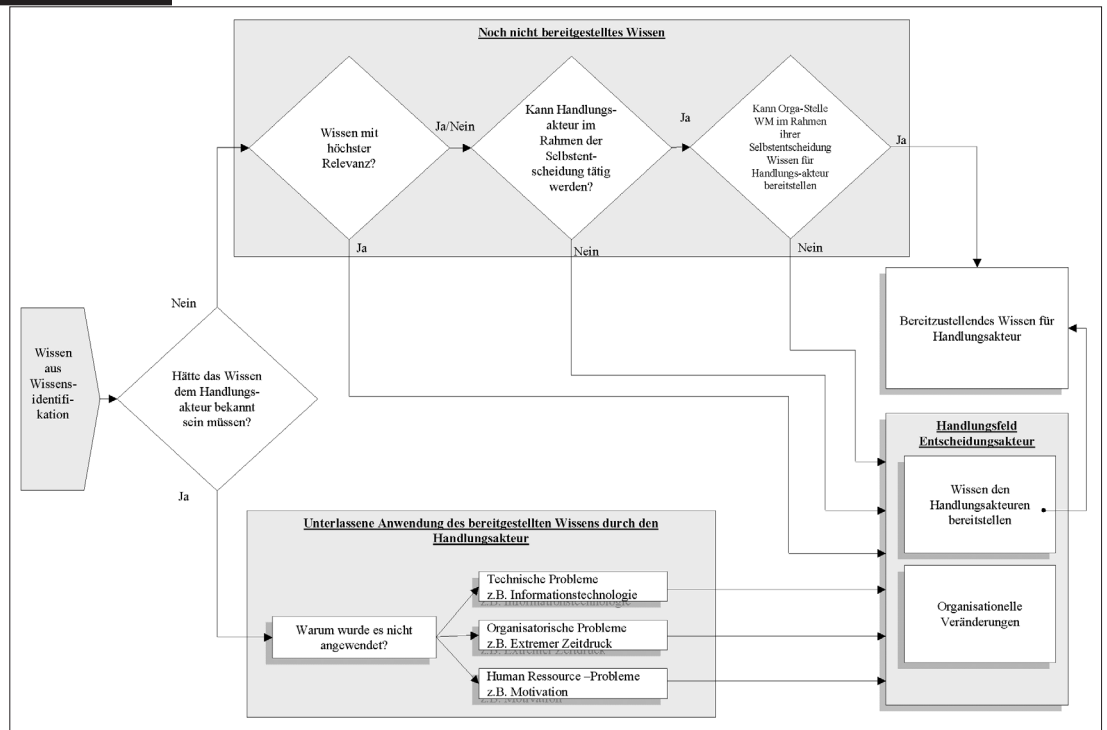 Noch nicht bereitgestelltes Wissen
Wissen mit
höchster
Relevanz?
Ja/Nein
Kann Handlungs-
akteur im
Rahmen der
Selbstent-
scheidung tätig
werden?
Ja
Kann Orga-Stelle
WM im Rahmen
ihrer
Selbstentscheidung
Wissen für
Handlungs-akteur
bereitstellen
Ja
Ja
Nein
Nein
Nein
Wissen
aus
Wissens-
identifi-
kation
Hätte das Wissen
dem Handlungs-
akteur bekannt
sein müssen?
Ja
Bereitzustellendes Wissen für
Handlungsakteur
Handlungsfeld
Entscheidungsakteur
Wissen den
Handlungsakteuren
bereitstellen
Organisationelle
Veränderungen
Unterlassene Anwendung des bereitgestellten Wissens durch den
Handlungsakteur
Warum wurde es nicht
angewendet?
Technische Probleme
z.B. Informationstechnologie
Organisatorische Probleme
z.B. Extremer Zeitdruck
Human Ressource –Probleme
z.B. Motivation